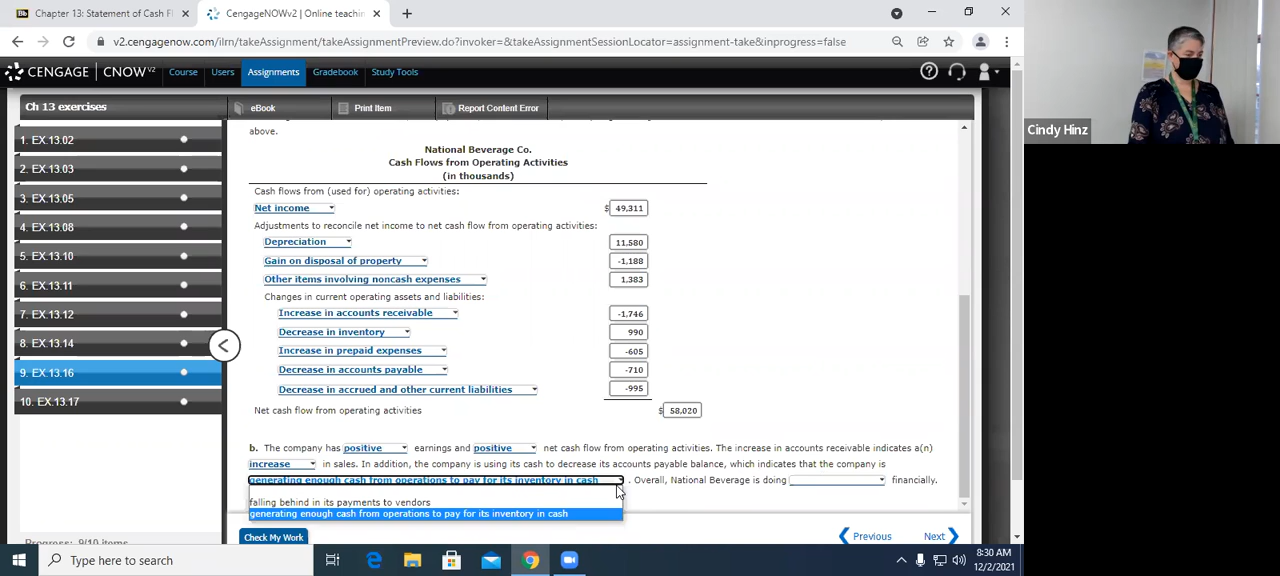 Bb Chapter 13: Statement of Cash F × CengageNOWv2 | Online teachin × +
v2.cengagenow.com/ilrn/takeAssignment/takeAssignmentPreview.do?invoker=&takeAssignmentSessionLocator=assignment-take&inprogress=false
CENGAGE | CNOWv2 Course Users Assignments Gradebook Study Tools
Ch 13 exercises eBook Print Item Report Content Error
1. EX.13.02
2. EX.13.03
3. EX.13.05
4. EX.13.08
5. EX.13.10
6. EX.13.11
7. EX.13.12
8. EX.13.14
9. EX.13.16
10. EX.13.17
Progress: 9/10 items
above.
National Beverage Co.
Cash Flows from Operating Activities
(in thousands)
Cash flows from (used for) operating activities:
Net income $ 49,311
Adjustments to reconcile net income to net cash flow from operating activities:
Depreciation 11,580
Gain on disposal of property -1,188
Other items involving noncash expenses 1,383
Changes in current operating assets and liabilities:
Increase in accounts receivable -1,746
Decrease in inventory 990
Increase in prepaid expenses -605
Decrease in accounts payable -710
Decrease in accrued and other current liabilities -995
Net cash flow from operating activities $ 58,020
b. The company has positive earnings and positive net cash flow from operating activities. The increase in accounts receivable indicates a(n)
increase in sales. In addition, the company is using its cash to decrease its accounts payable balance, which indicates that the company is
generating enough cash from operations to pay for its inventory in cash . Overall, National Beverage is doing financially.
falling behind in its payments to vendors
generating enough cash from operations to pay for its inventory in cash
Check My Work Previous Next
Cindy Hinz
Type here to search
8:30 AM
12/2/2021